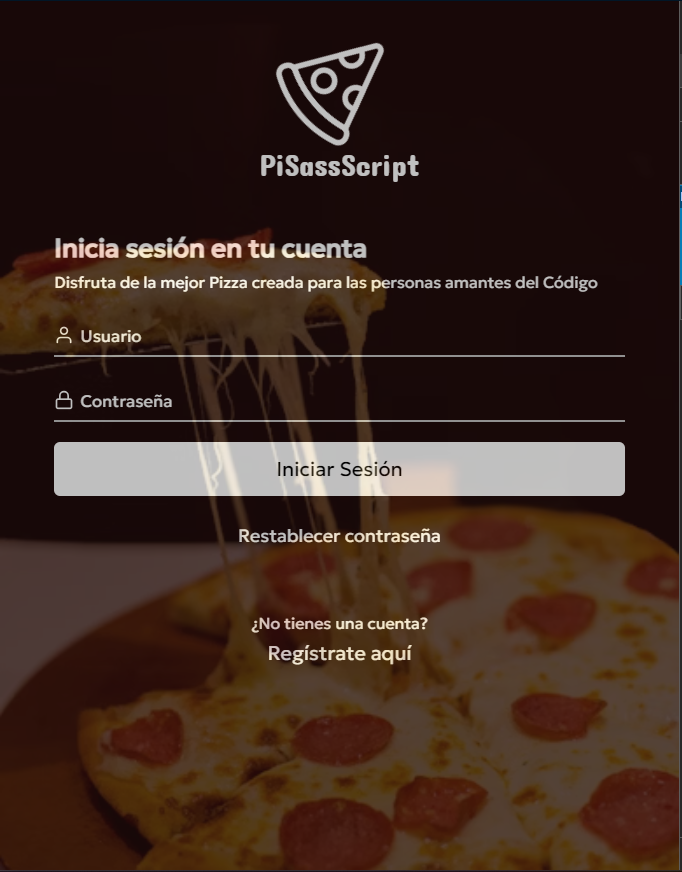 PiSassScript
Inicia sesión en tu cuenta
Disfruta de la mejor Pizza creada para las personas amantes del Código
Usuario
Contraseña
Iniciar Sesión
Restablecer contraseña
¿No tienes una cuenta?
Regístrate aquí